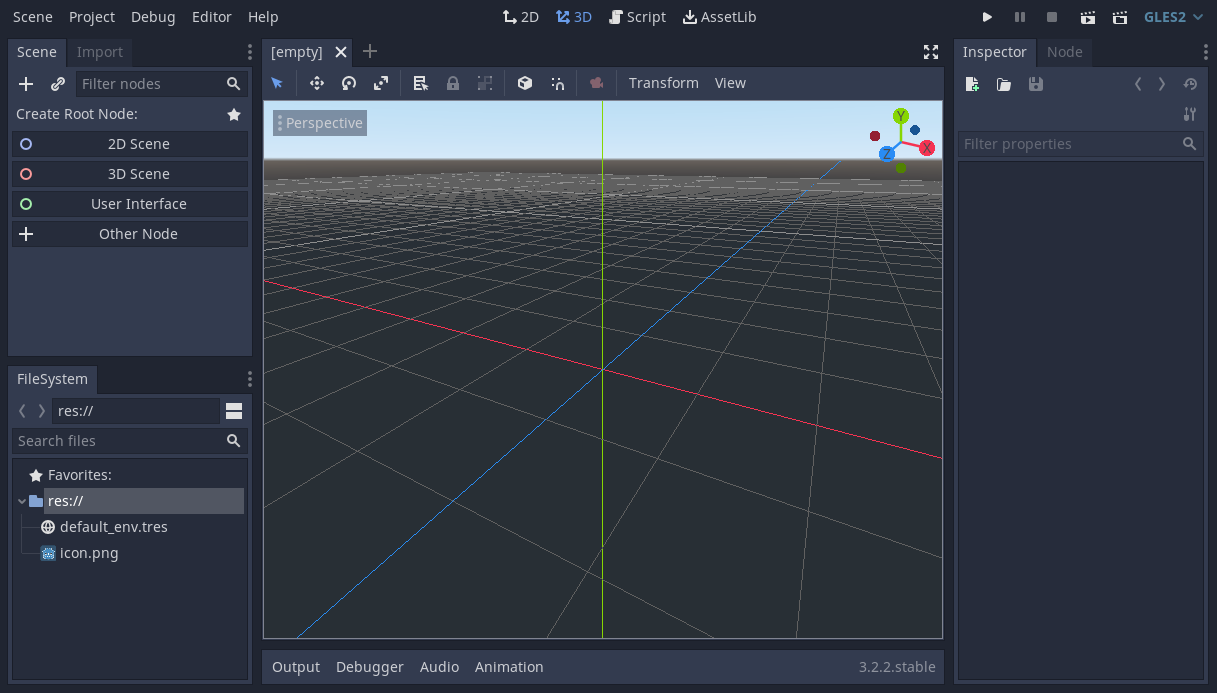 Scene Project Debug Editor Help 2D 3D Script AssetLib GLES2
Scene Import
Filter nodes
Create Root Node:
2D Scene
3D Scene
User Interface
Other Node
FileSystem
res://
Search files
Favorites:
res://
default_env.tres
icon.png
[empty]
Transform View
Perspective
Y
X
Z
Output Debugger Audio Animation 3.2.2.stable
Inspector Node
Filter properties